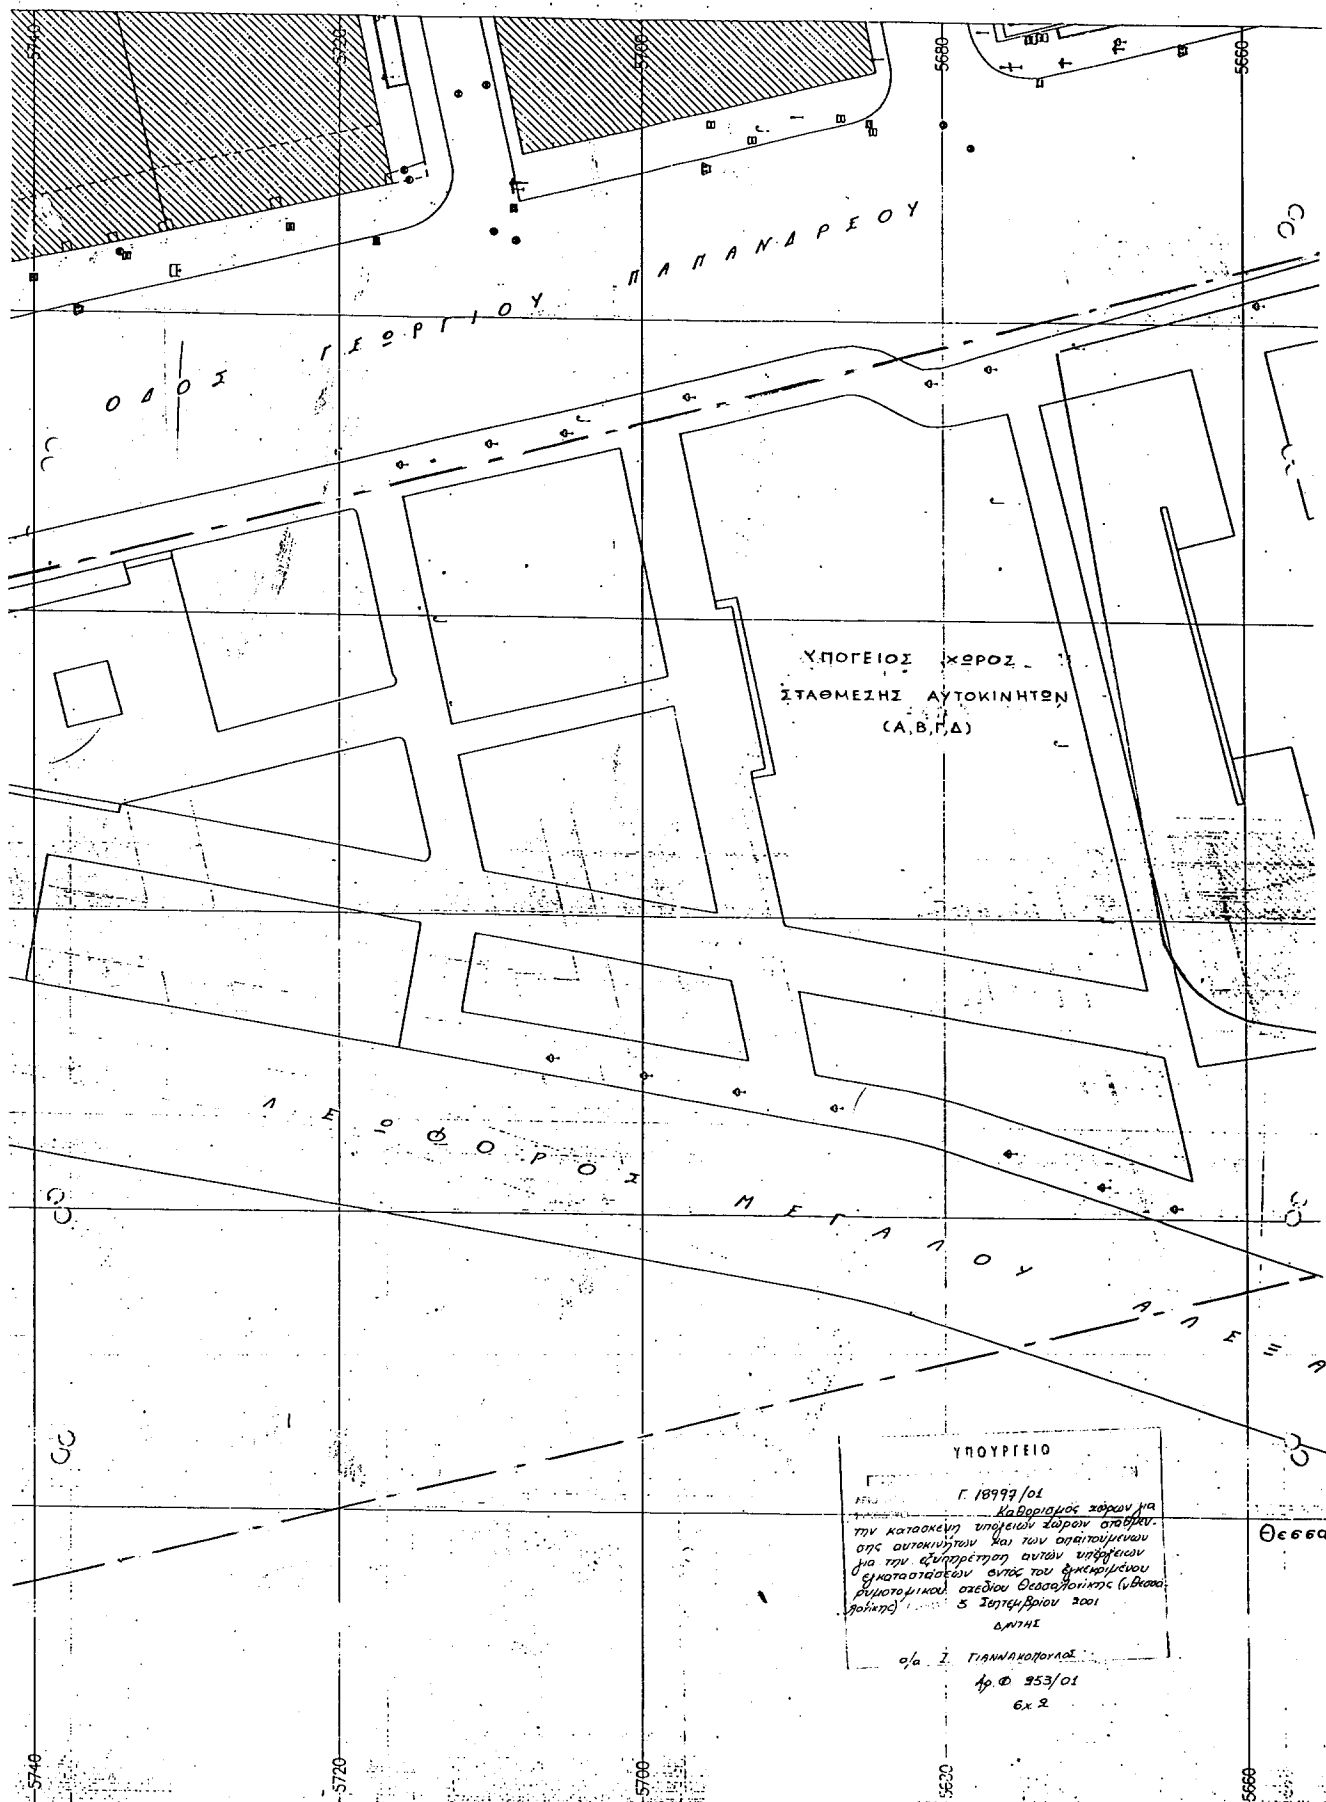 5740
5720
5700
5680
5660
ΟΔΟΣ ΓΕΩΡΓΙΟΥ ΠΑΠΑΝΔΡΕΟΥ
ΥΠΟΓΕΙΟΣ ΧΩΡΟΣ
ΣΤΑΘΜΕΣΗΣ ΑΥΤΟΚΙΝΗΤΩΝ
(Α,Β,Γ,Δ)
ΛΕΩΦΟΡΟΣ ΜΕΓΑΛΟΥ ΑΛΕΞΑ
ΥΠΟΥΡΓΕΙΟ
Γ. 18997/01
Καθορισμός χώρων για
την κατασκευή υπόγειων χώρων στάθμευ-
σης αυτοκινήτων και των απαιτούμενων
για την εξυπηρέτηση αυτών υπέργειων
εγκαταστάσεων εντός του εγκεκριμένου
ρυμοτομικού σχεδίου Θεσσαλονίκης (ν.Θεσσα-
λονίκης) 5 Σεπτεμβρίου 2001
Δ/ΝΤΗΣ
α/α Ι ΓΙΑΝΝΑΚΟΠΟΥΛΟΣ
Αρ. Φ 953/01
6x2
Θεσσα
5740
5720
5700
5680
5660